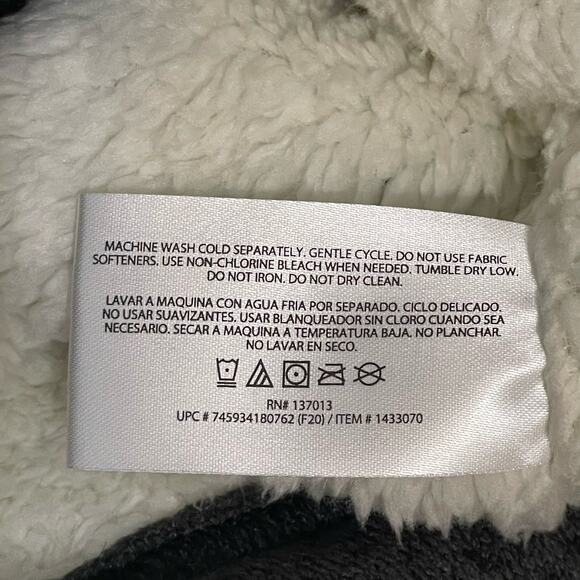 MACHINE WASH COLD SEPARATELY. GENTLE CYCLE. DO NOT USE FABRIC
SOFTENERS. USE NON-CHLORINE BLEACH WHEN NEEDED. TUMBLE DRY LOW.
DO NOT IRON. DO NOT DRY CLEAN.
LAVAR A MAQUINA CON AGUA FRIA POR SEPARADO. CICLO DELICADO.
NO USAR SUAVIZANTES. USAR BLANQUEADOR SIN CLORO CUANDO SEA
NECESARIO. SECAR A MAQUINA A TEMPERATURA BAJA. NO PLANCHAR.
NO LAVAR EN SECO.
RN# 137013
UPC # 745934180762 (F20) / ITEM # 1433070